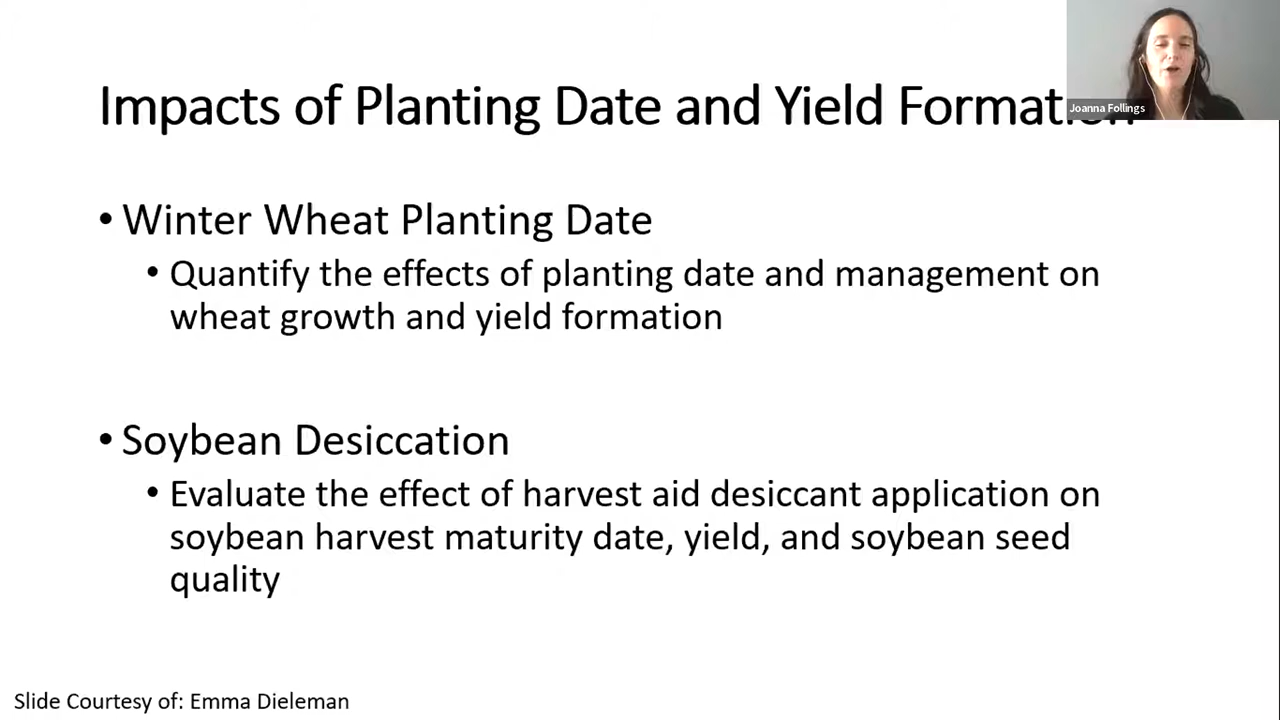 Impacts of Planting Date and Yield Formation
Joanna Follings
• Winter Wheat Planting Date
• Quantify the effects of planting date and management on
wheat growth and yield formation
• Soybean Desiccation
• Evaluate the effect of harvest aid desiccant application on
soybean harvest maturity date, yield, and soybean seed
quality
Slide Courtesy of: Emma Dieleman